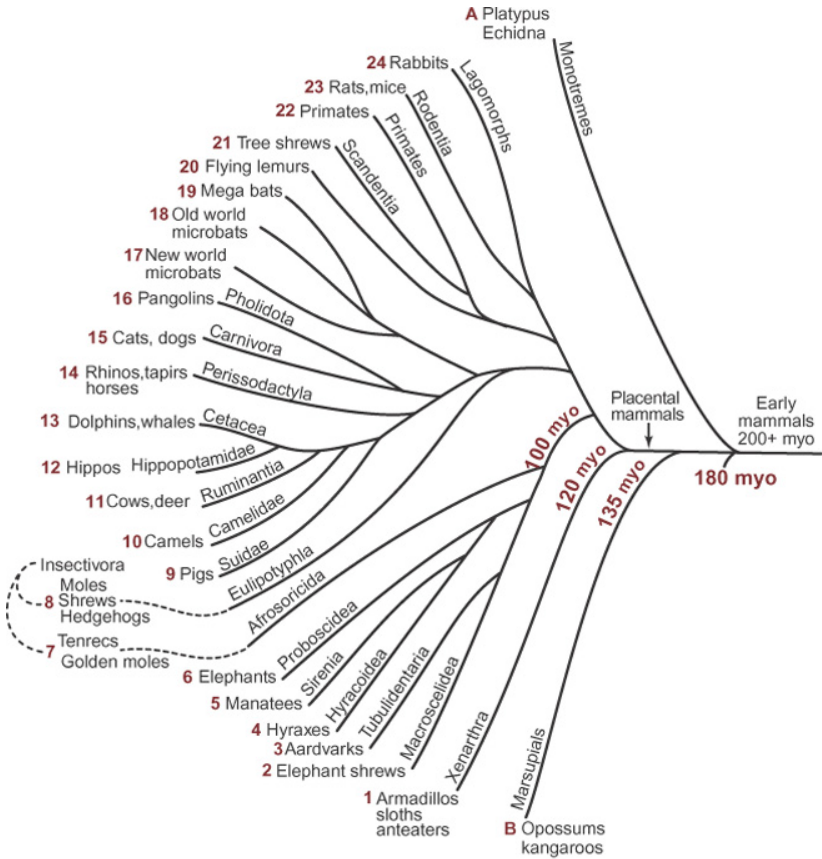 A Platypus
Echidna
Monotremes
24 Rabbits
Lagomorphs
23 Rats,mice
Rodentia
22 Primates
Primates
21 Tree shrews
Scandentia
20 Flying lemurs
19 Mega bats
18 Old world
microbats
17 New world
microbats
16 Pangolins
Pholidota
15 Cats, dogs
Carnivora
14 Rhinos,tapirs
horses
Perissodactyla
13 Dolphins,whales
Cetacea
12 Hippos
Hippopotamidae
11 Cows,deer
Ruminantia
10 Camels
Camelidae
9 Pigs
Suidae
Insectivora
Moles
8 Shrews
Hedgehogs
Eulipotyphla
7 Tenrecs
Golden moles
Afrosoricida
6 Elephants
Proboscidea
5 Manatees
Sirenia
4 Hyraxes
Hyracoidea
3 Aardvarks
Tubulidentaria
2 Elephant shrews
Macroscelidea
1 Armadillos
sloths
anteaters
Xenarthra
B Opossums
kangaroos
Marsupials
100 myo
120 myo
135 myo
Placental
mammals
180 myo
Early
mammals
200+ myo